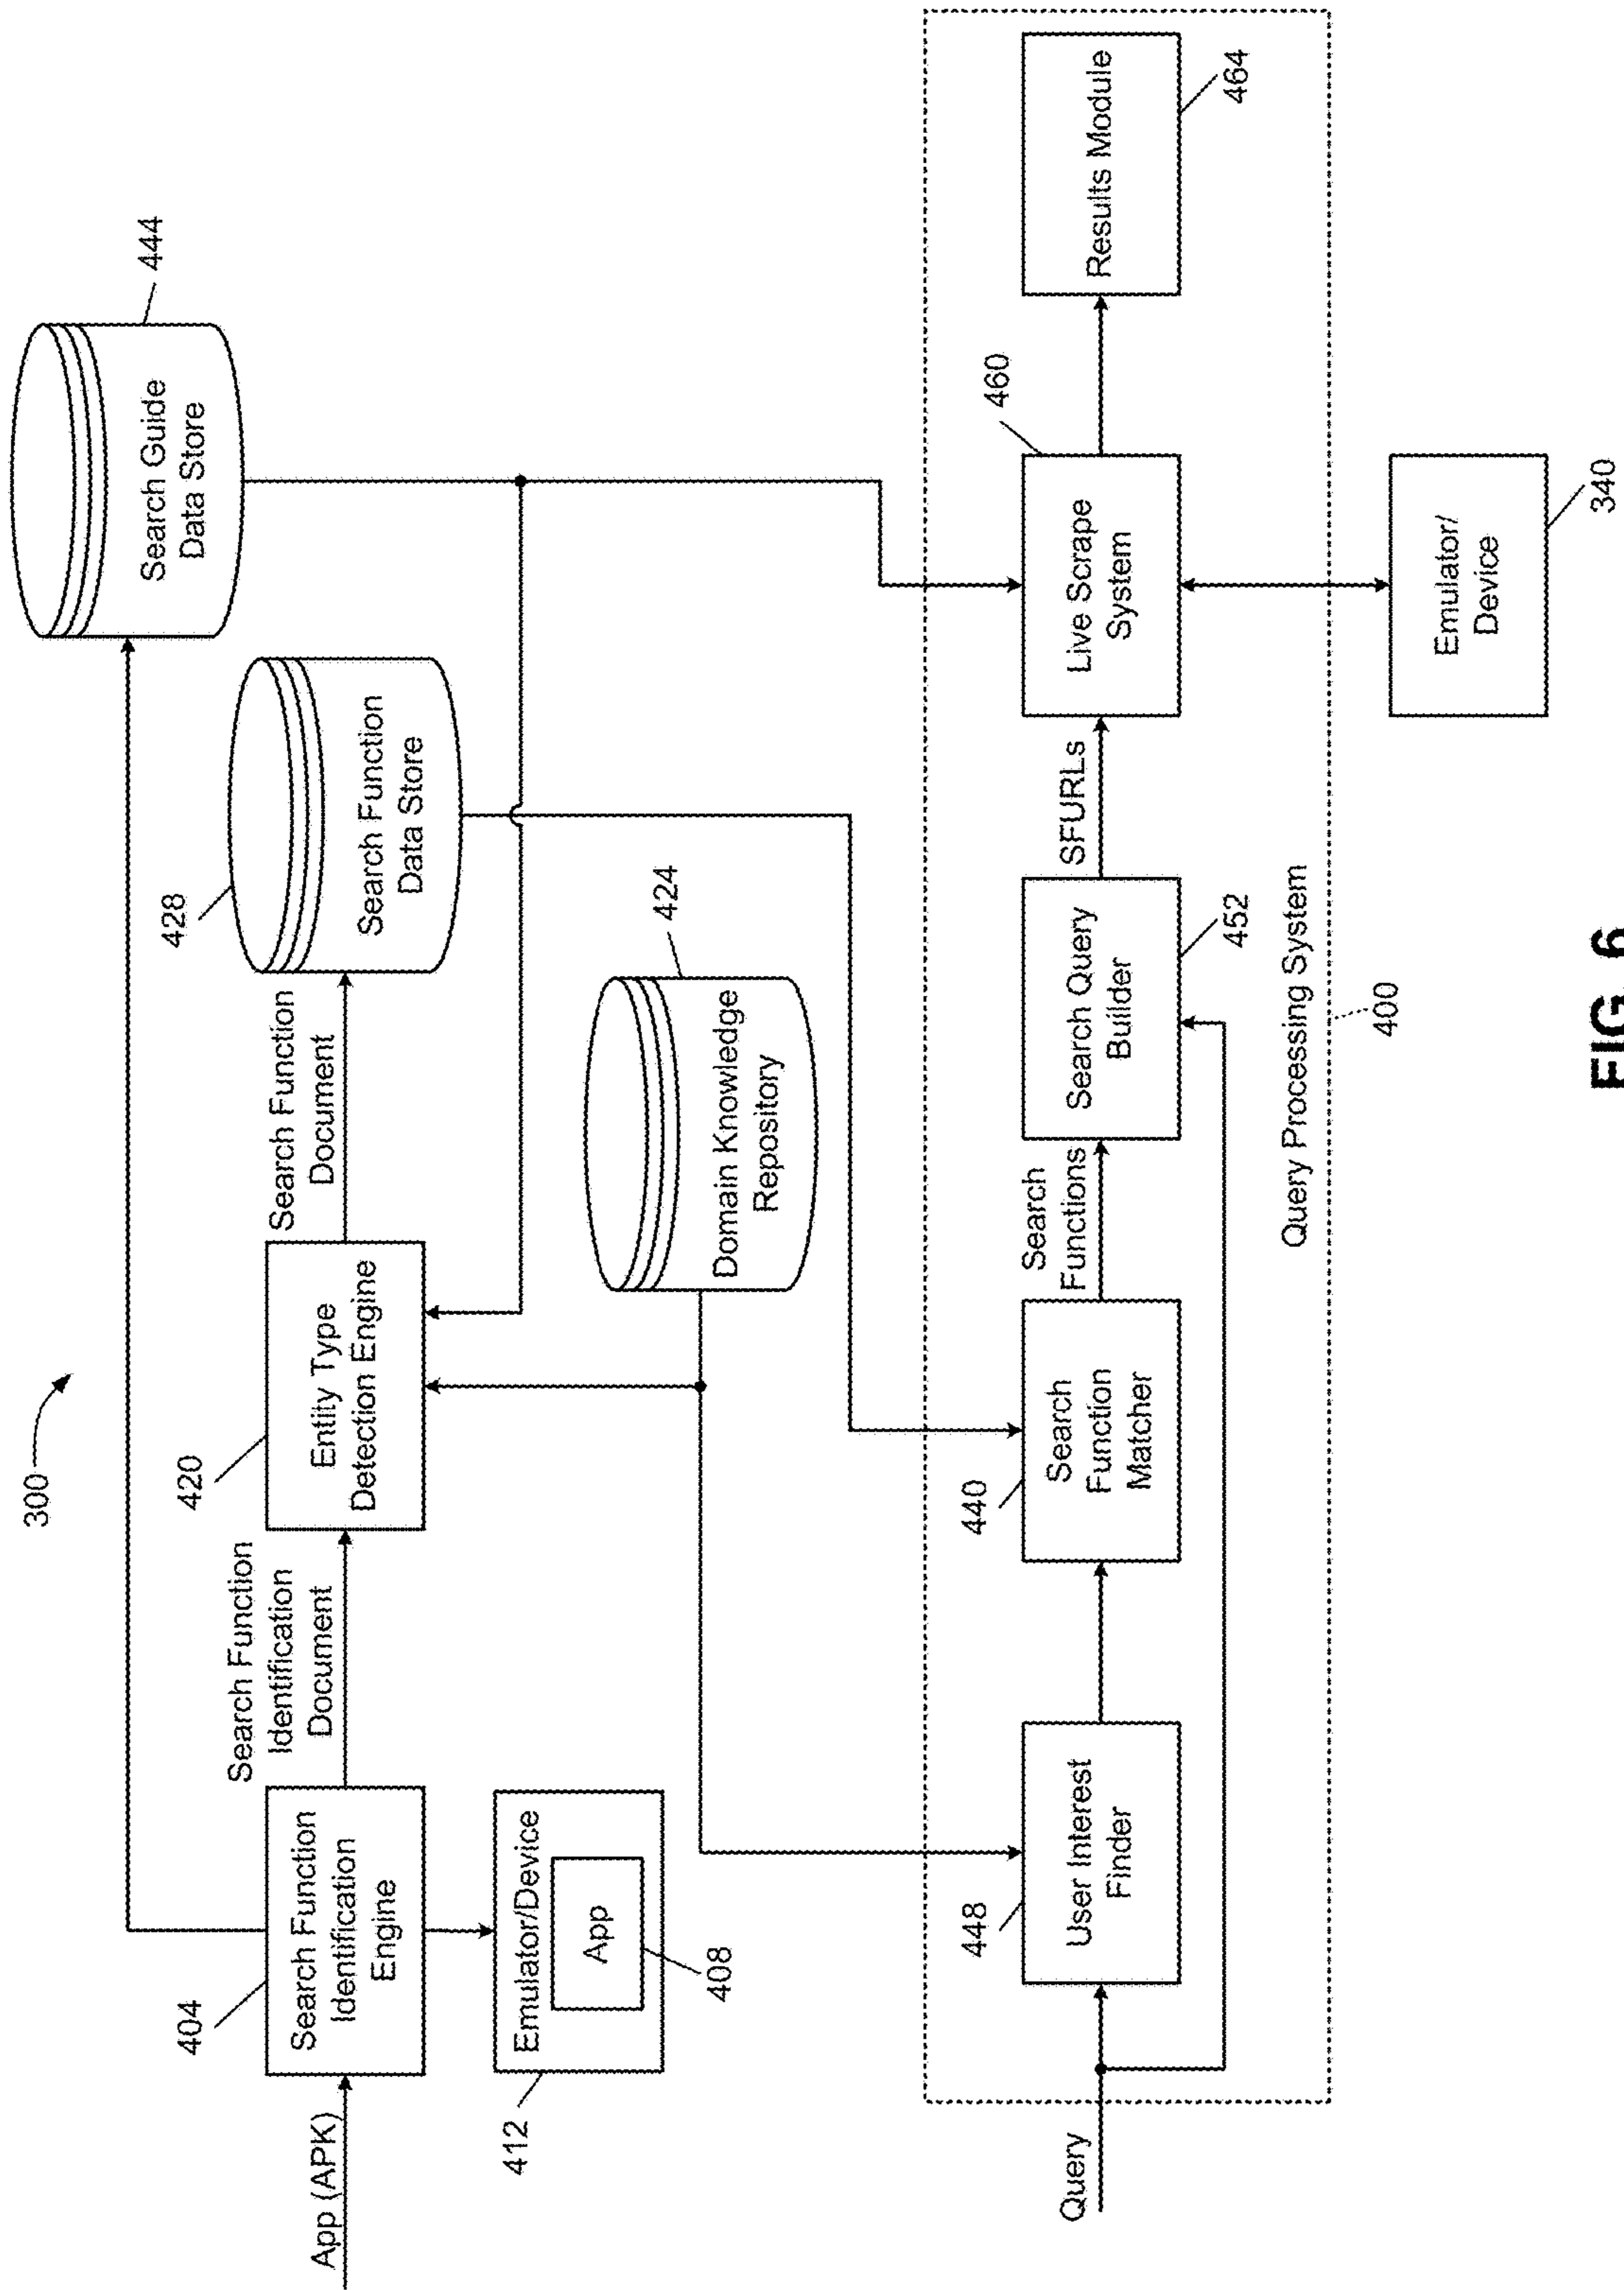 300
444
Search Guide
Data Store
428
Search Function
Data Store
App (APK)
404
Search Function
Identification
Engine
Search Function
Identification
Document
420
Entity Type
Detection Engine
Search Function
Document
412
Emulator/Device
App
408
424
Domain Knowledge
Repository
Query
448
User Interest
Finder
440
Search
Function
Matcher
Search
Functions
Search Query
Builder
452
SFURLs
460
Live Scrape
System
Results Module
464
Query Processing System
400
Emulator/
Device
340
FIG. 6